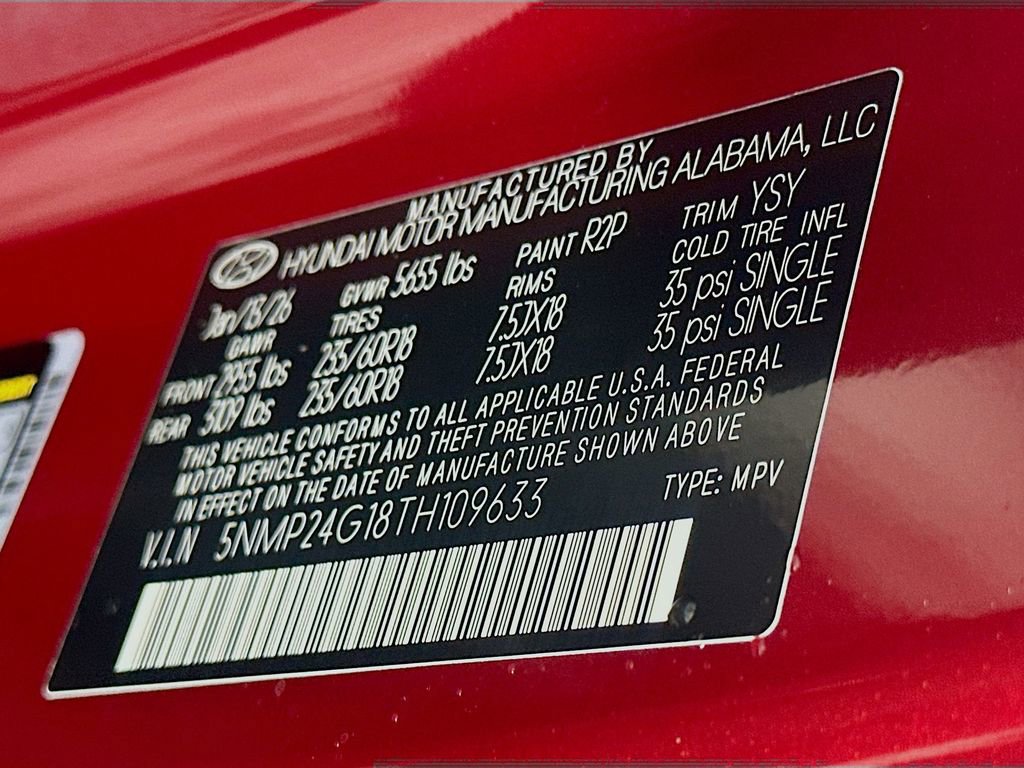 MANUFACTURED BY
HYUNDAI MOTOR MANUFACTURING ALABAMA, LLC
Jan/15/26 GVWR 5655 lbs PAINT R2P TRIM YSY
GAWR TIRES RIMS COLD TIRE INFL
FRONT 2955 lbs 235/60R18 7.5JX18 35 psi SINGLE
REAR 3109 lbs 235/60R18 7.5JX18 35 psi SINGLE
THIS VEHICLE CONFORMS TO ALL APPLICABLE U.S.A. FEDERAL
MOTOR VEHICLE SAFETY AND THEFT PREVENTION STANDARDS
IN EFFECT ON THE DATE OF MANUFACTURE SHOWN ABOVE
V.I.N 5NMP24G18TH109633 TYPE: MPV